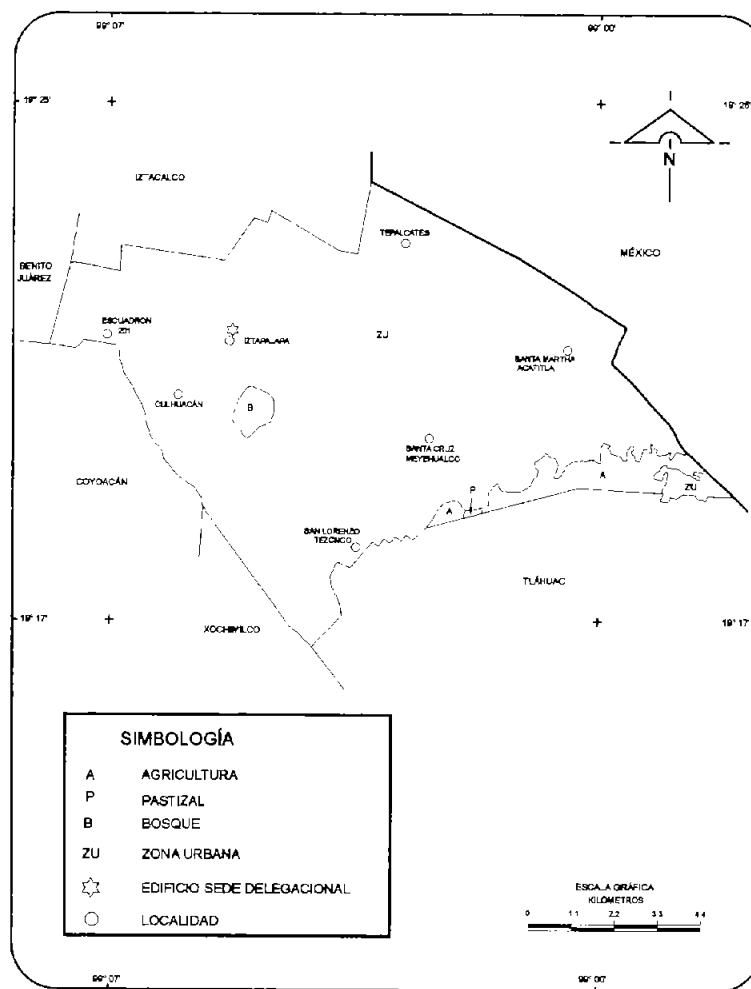 99° 07'
99° 00'
19° 25'
19° 25'
N
IZTACALCO
TEPALCATES
MÉXICO
BENITO
JUÁREZ
ESCUADRON
201
IZTAPALAPA
ZU
SANTA MARTHA
ACATITLA
CULHUACÁN
B
SANTA CRUZ
MEYEHUALCO
COYOACÁN
P
A
ZU
A
SAN LORENZO
TEZONCO
TLÁHUAC
19° 17'
19° 17'
XOCHIMILCO
SIMBOLOGÍA
A AGRICULTURA
P PASTIZAL
B BOSQUE
ZU ZONA URBANA
EDIFICIO SEDE DELEGACIONAL
LOCALIDAD
ESCALA GRÁFICA
KILOMETROS
0 1.1 2.2 3.3 4.4
99° 07'
99° 00'